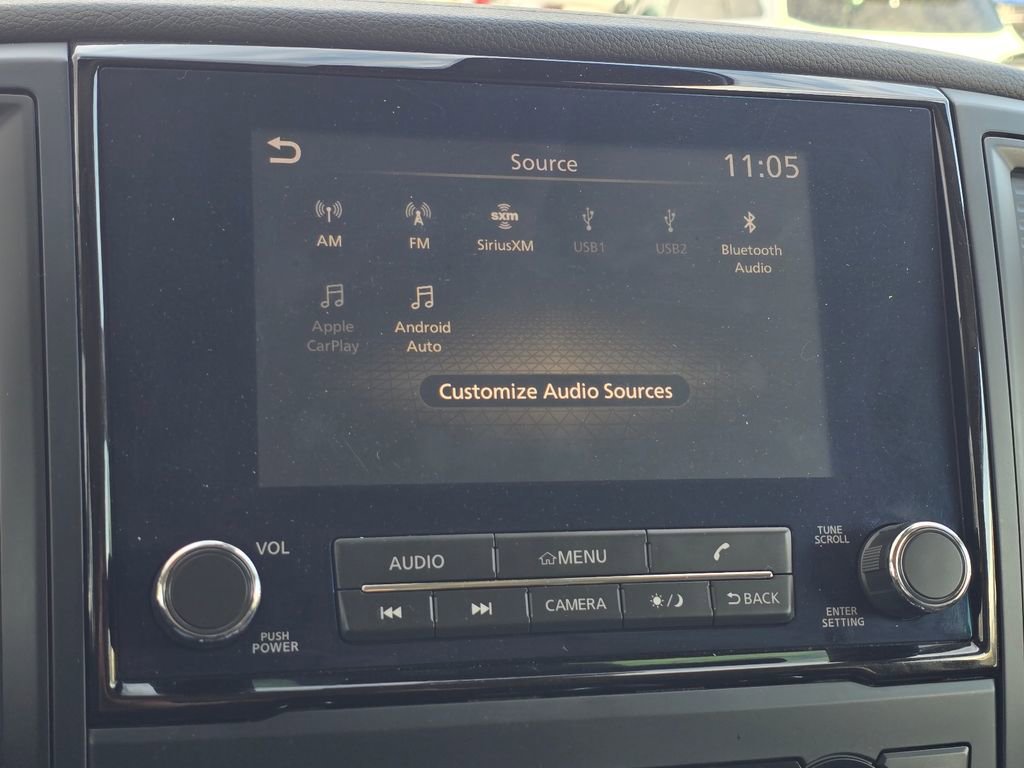 Source
11:05
AM
FM
sxm
SiriusXM
USB1
USB2
Bluetooth
Audio
Apple
CarPlay
Android
Auto
Customize Audio Sources
VOL
PUSH
POWER
AUDIO
MENU
CAMERA
BACK
TUNE
SCROLL
ENTER
SETTING